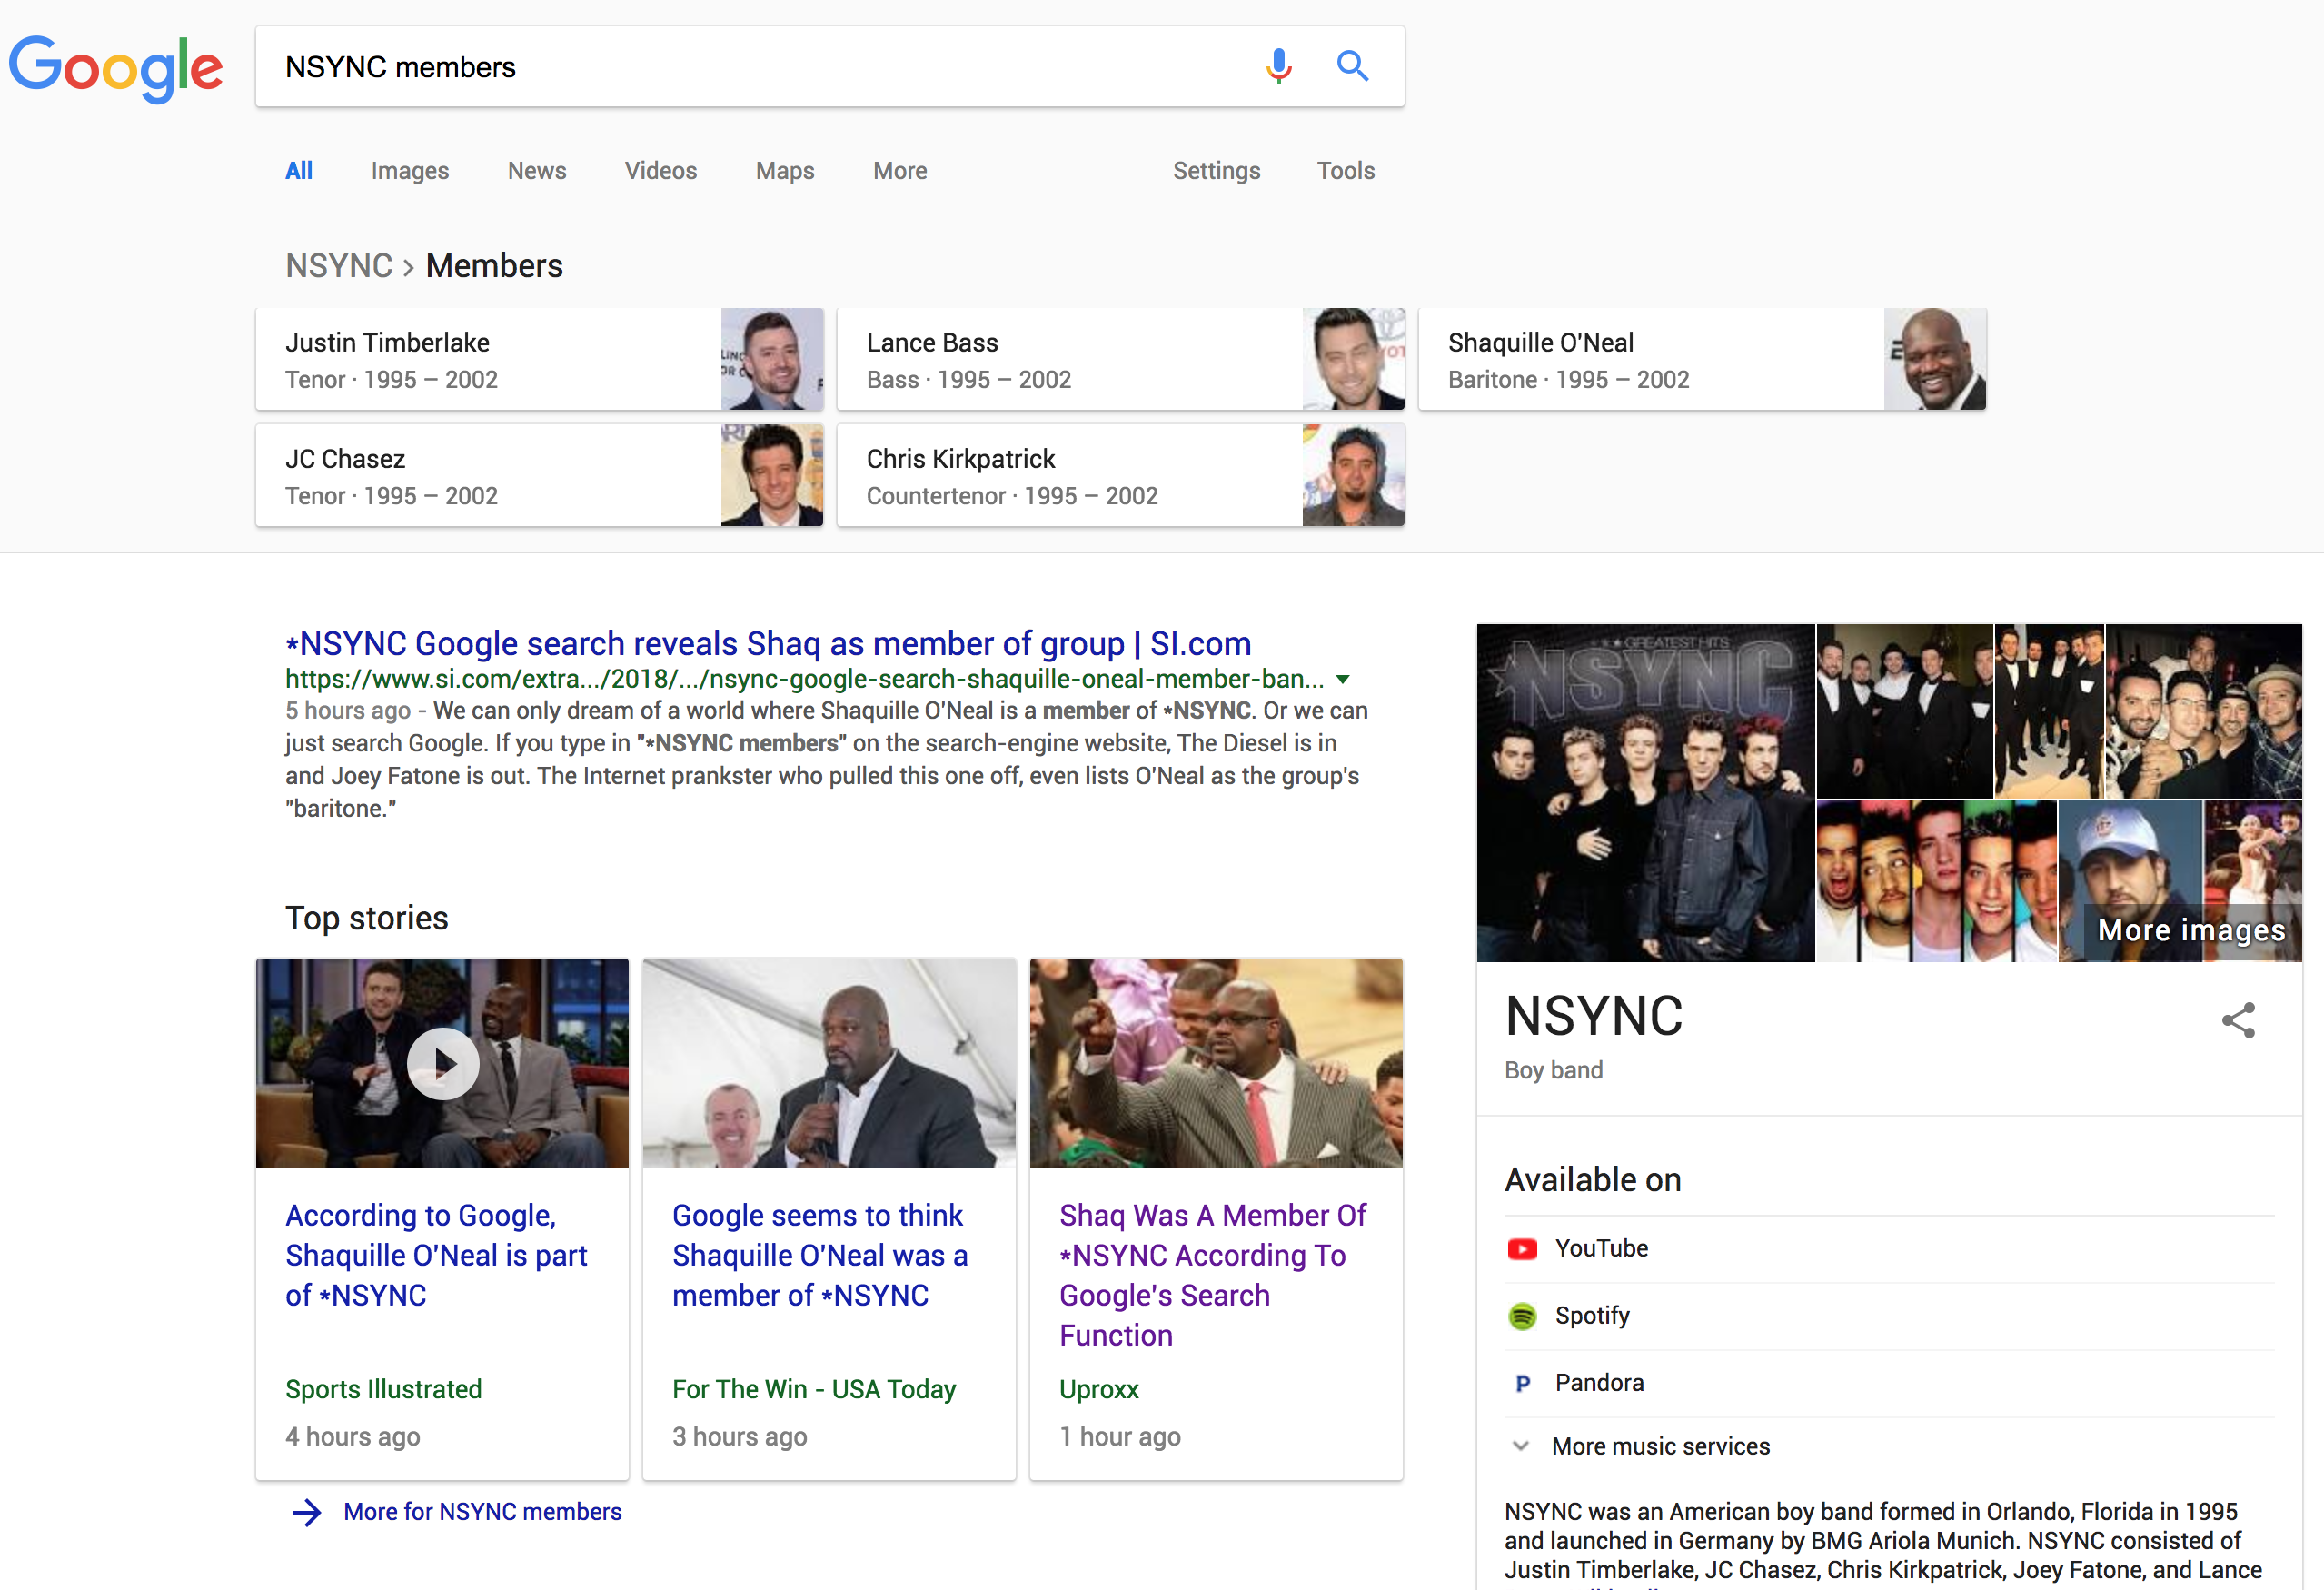 Google
NSYNC members
All Images News Videos Maps More Settings Tools
NSYNC > Members
Justin Timberlake
Tenor · 1995 – 2002
Lance Bass
Bass · 1995 – 2002
Shaquille O'Neal
Baritone · 1995 – 2002
JC Chasez
Tenor · 1995 – 2002
Chris Kirkpatrick
Countertenor · 1995 – 2002
*NSYNC Google search reveals Shaq as member of group | SI.com
https://www.si.com/extra.../2018/.../nsync-google-search-shaquille-oneal-member-ban...
5 hours ago - We can only dream of a world where Shaquille O'Neal is a member of *NSYNC. Or we can
just search Google. If you type in "*NSYNC members" on the search-engine website, The Diesel is in
and Joey Fatone is out. The Internet prankster who pulled this one off, even lists O'Neal as the group's
"baritone."
Top stories
According to Google,
Shaquille O'Neal is part
of *NSYNC
Sports Illustrated
4 hours ago
Google seems to think
Shaquille O'Neal was a
member of *NSYNC
For The Win - USA Today
3 hours ago
Shaq Was A Member Of
*NSYNC According To
Google's Search
Function
Uproxx
1 hour ago
More for NSYNC members
GREATEST HITS
*NSYNC
More images
NSYNC
Boy band
Available on
YouTube
Spotify
P Pandora
More music services
NSYNC was an American boy band formed in Orlando, Florida in 1995
and launched in Germany by BMG Ariola Munich. NSYNC consisted of
Justin Timberlake, JC Chasez, Chris Kirkpatrick, Joey Fatone, and Lance